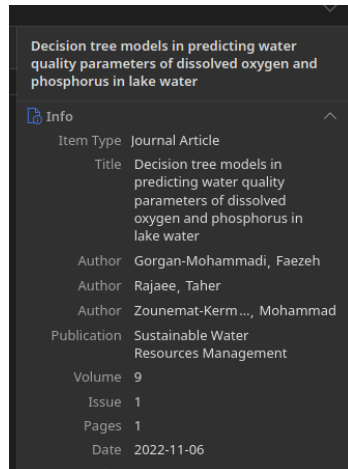 Decision tree models in predicting water
quality parameters of dissolved oxygen and
phosphorus in lake water
Info
Item Type Journal Article
Title Decision tree models in
predicting water quality
parameters of dissolved
oxygen and phosphorus in
lake water
Author Gorgan-Mohammadi, Faezeh
Author Rajaee, Taher
Author Zounemat-Kerm..., Mohammad
Publication Sustainable Water
Resources Management
Volume 9
Issue 1
Pages 1
Date 2022-11-06